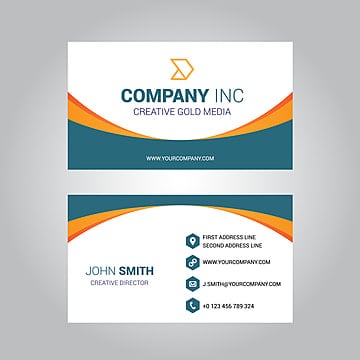 COMPANY INC
CREATIVE GOLD MEDIA
WWW.YOURCOMPANY.COM
JOHN SMITH
CREATIVE DIRECTOR
FIRST ADDRESS LINE
SECOND ADDRESS LINE
WWW.YOURCOMPANY.COM
J.SMITH@YOURCOMPANY.COM
+0 123 456 789 324